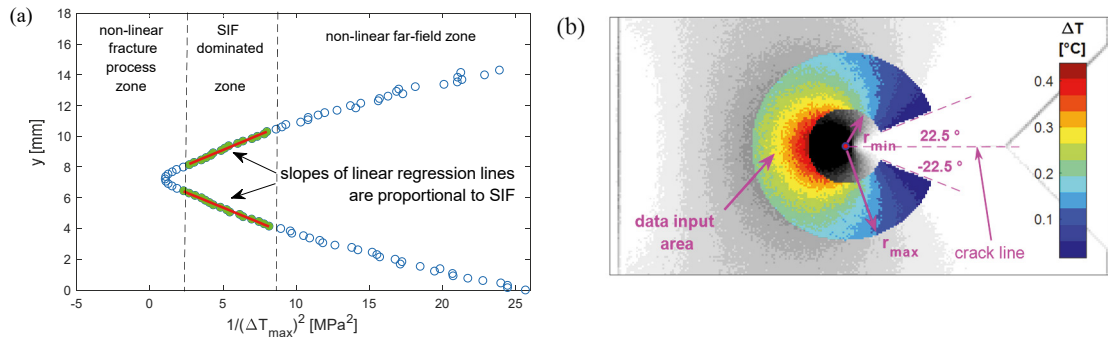 (a)
non-linear
fracture
process
zone
SIF
dominated
zone
non-linear far-field zone
slopes of linear regression lines
are proportional to SIF
y [mm]
18
16
14
12
10
8
6
4
2
0
-5
0
5
10
15
20
25
1/(ΔT_max)² [MPa²]
(b)
ΔT
[°C]
0.4
0.3
0.2
0.1
r_min
22.5 °
-22.5 °
data input
area
r_max
crack line